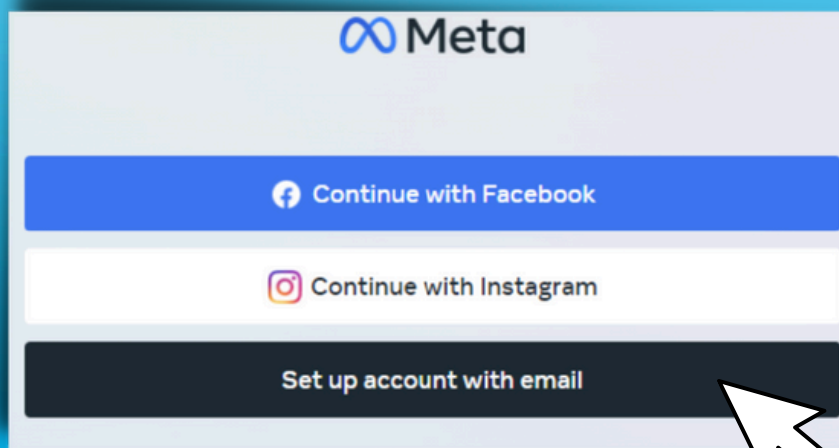 Meta
Continue with Facebook
Continue with Instagram
Set up account with email